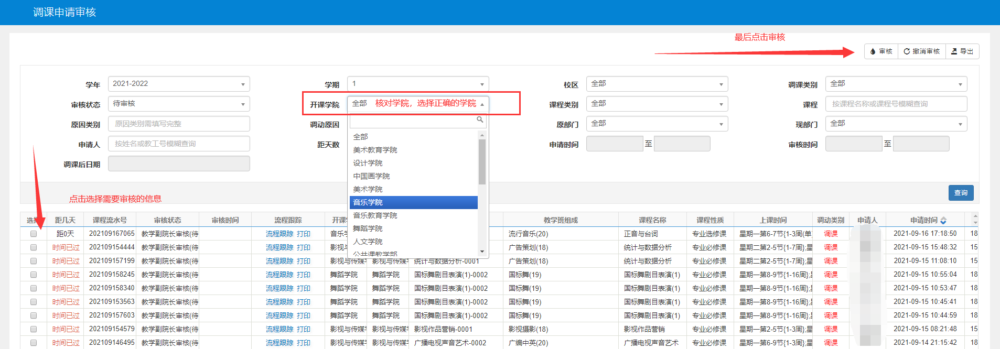 调课申请审核
最后点击审核
审核 撤消审核 导出
学年 2021-2022 学期 1 校区 全部 调课类别 全部
审核状态 待审核 开课学院 全部 核对学院，选择正确的学院 课程类别 全部 课程 按课程名称或课程号模糊查询
原因类别 原因类别需填写完整 调动原因 原部门 全部 现部门 全部
申请人 按姓名或教工号模糊查询 距天数 申请时间 至 审核时间 至
调课后日期
全部
美术教育学院
设计学院
中国画学院
美术学院
音乐学院
音乐教育学院
舞蹈学院
人文学院
公共课教学部
查询
点击选择需要审核的信息
选 距几天 课程流水号 审核状态 审核时间 流程跟踪 开课 教学班组成 课程名称 课程性质 上课时间 调动类别 申请人 申请时间
距0天 202109167065 教学副院长审核(待 流程跟踪 打印 音乐 流行音乐(20) 正音与台词 专业选修课 星期一第6-7节{1-3周(单 调课 2021-09-16 17:18:50 18
时间已过 202109154444 教学副院长审核(待 流程跟踪 打印 影视 广告策划(18) 统计与数据分析 专业必修课 星期二第2-5节{1-7周};星 调课 2021-09-15 15:48:32 15
时间已过 202109157199 教学副院长审核(待 流程跟踪 打印 影视与传媒 影视与传媒 统计与数据分析-0001 广告策划(18) 统计与数据分析 专业必修课 星期二第2-5节{1-7周};星 调课 2021-09-15 11:08:10 15
时间已过 202109158245 教学副院长审核(待 流程跟踪 打印 舞蹈学院 舞蹈学院 国标舞剧目表演(1)-0002 国标舞(19) 国标舞剧目表演(1) 专业必修课 星期一第8-9节{1-16周};星 调课 2021-09-15 10:55:04 18
时间已过 202109158340 教学副院长审核(待 流程跟踪 打印 舞蹈学院 舞蹈学院 国标舞剧目表演(1)-0002 国标舞(19) 国标舞剧目表演(1) 专业必修课 星期一第8-9节{1-16周};星 调课 2021-09-15 10:53:47 18
时间已过 202109153563 教学副院长审核(待 流程跟踪 打印 舞蹈学院 舞蹈学院 国标舞剧目表演(1)-0002 国标舞(19) 国标舞剧目表演(1) 专业必修课 星期一第8-9节{1-16周};星 调课 2021-09-15 10:45:41 18
时间已过 202109157603 教学副院长审核(待 流程跟踪 打印 舞蹈学院 舞蹈学院 国标舞剧目表演(1)-0002 国标舞(19) 国标舞剧目表演(1) 专业必修课 星期一第8-9节{1-16周};星 调课 2021-09-15 10:44:59 18
时间已过 202109154579 教学副院长审核(待 流程跟踪 打印 影视与传媒 影视与传媒 影视作品营销-0001 影视摄影(18) 影视作品营销 专业必修课 星期一第2-5节{1-3周};星 调课 2021-09-15 08:21:48 15
时间已过 202109146495 教学副院长审核(待 流程跟踪 打印 影视与传媒 影视与传媒 广播电视声音艺术-0002 广编中英(20) 广播电视声音艺术 专业必修课 星期一第6-9节{1-3周};星 调课 2021-09-14 21:15:42 18